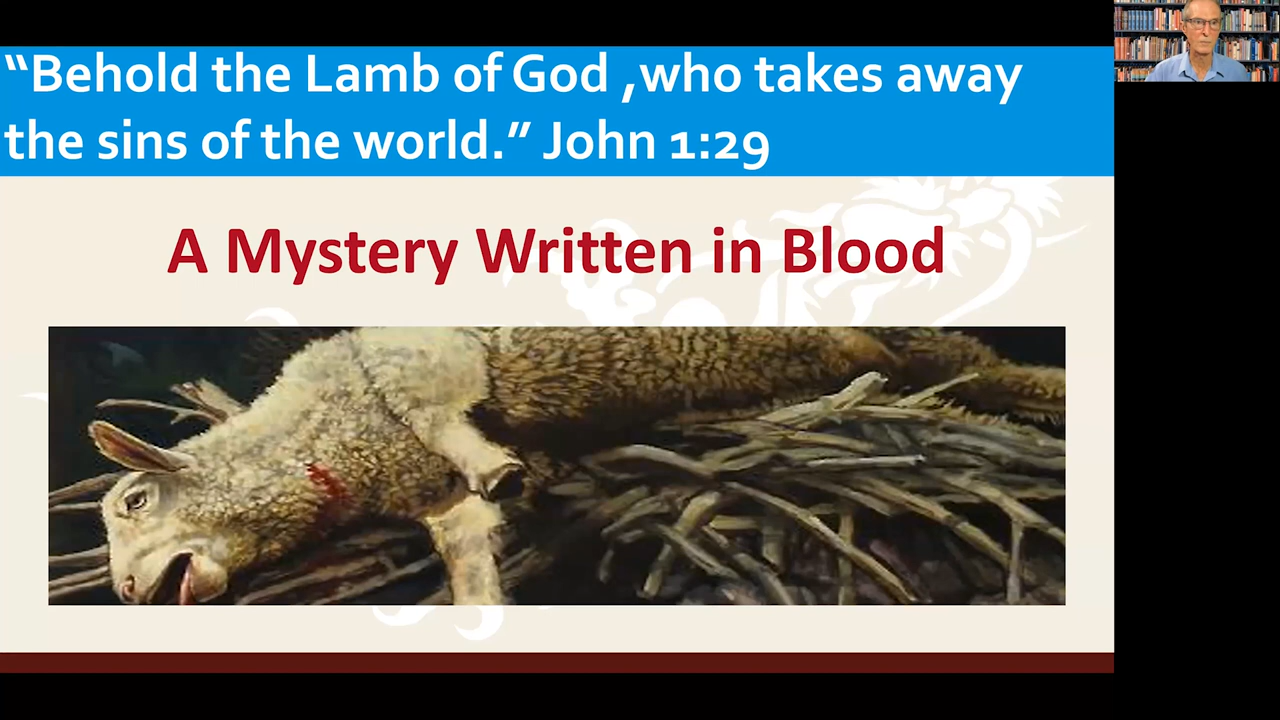 “Behold the Lamb of God ,who takes away
the sins of the world.” John 1:29
A Mystery Written in Blood